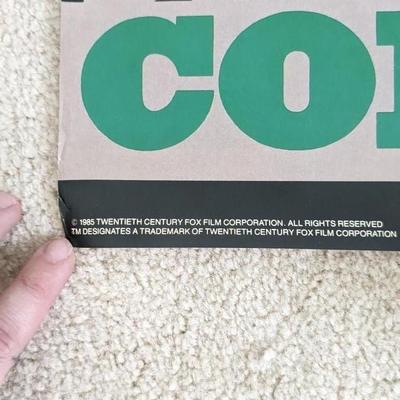 CO
© 1985 TWENTIETH CENTURY FOX FILM CORPORATION. ALL RIGHTS RESERVED
TM DESIGNATES A TRADEMARK OF TWENTIETH CENTURY FOX FILM CORPORATION